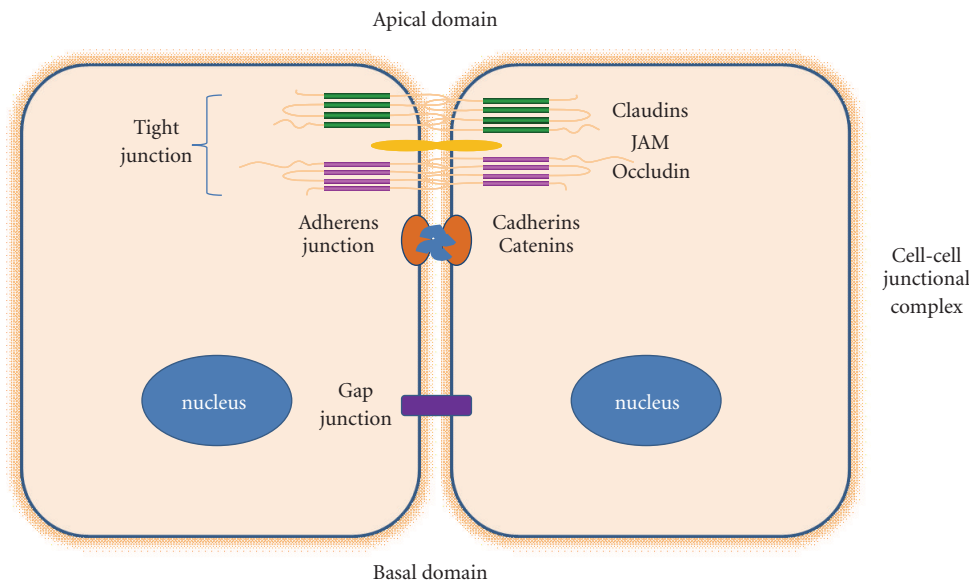 Apical domain
Tight
junction
Claudins
JAM
Occludin
Adherens
junction
Cadherins
Catenins
Cell-cell
junctional
complex
nucleus
Gap
junction
nucleus
Basal domain